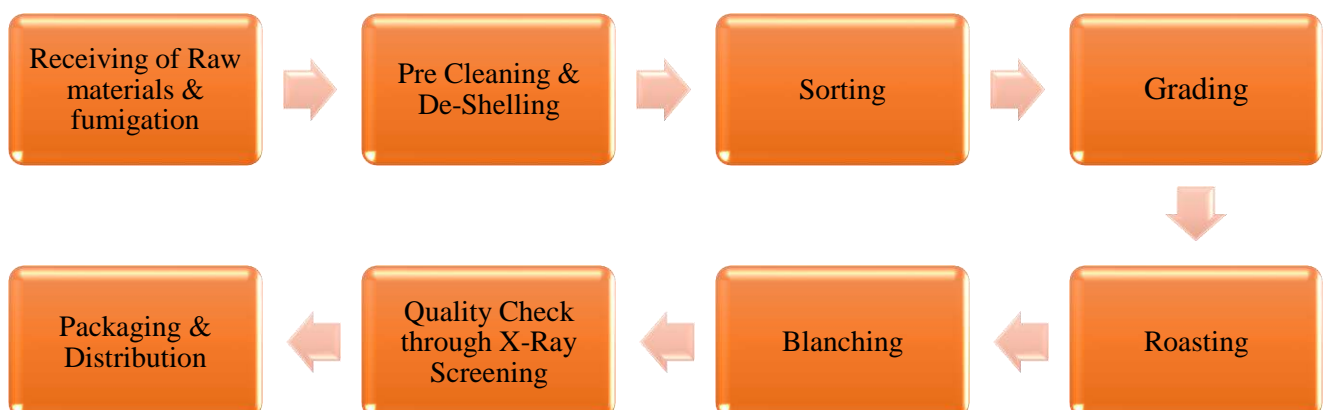 Receiving of Raw
materials &
fumigation
Pre Cleaning &
De-Shelling
Sorting
Grading
Roasting
Blanching
Quality Check
through X-Ray
Screening
Packaging &
Distribution